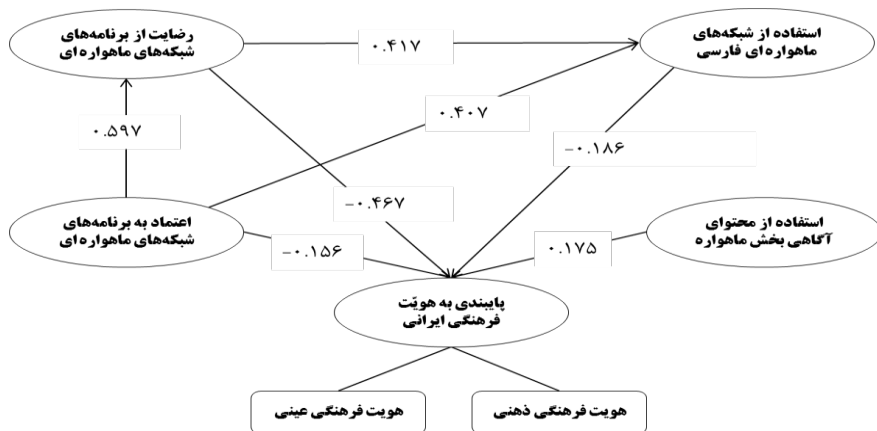 رضایت از برنامه‌های
شبکه‌های ماهواره ای
استفاده از شبکه‌های
ماهواره ای فارسی
۰.۴۱۷
۰.۵۹۷
۰.۴۰۷
-۰.۱۸۶
-۰.۴۶۷
اعتماد به برنامه‌های
شبکه‌های ماهواره ای
استفاده از محتوای
آگاهی بخش ماهواره
-۰.۱۵۶
۰.۱۷۵
پایبندی به هویّت
فرهنگی ایرانی
هویت فرهنگی ذهنی
هویت فرهنگی عینی